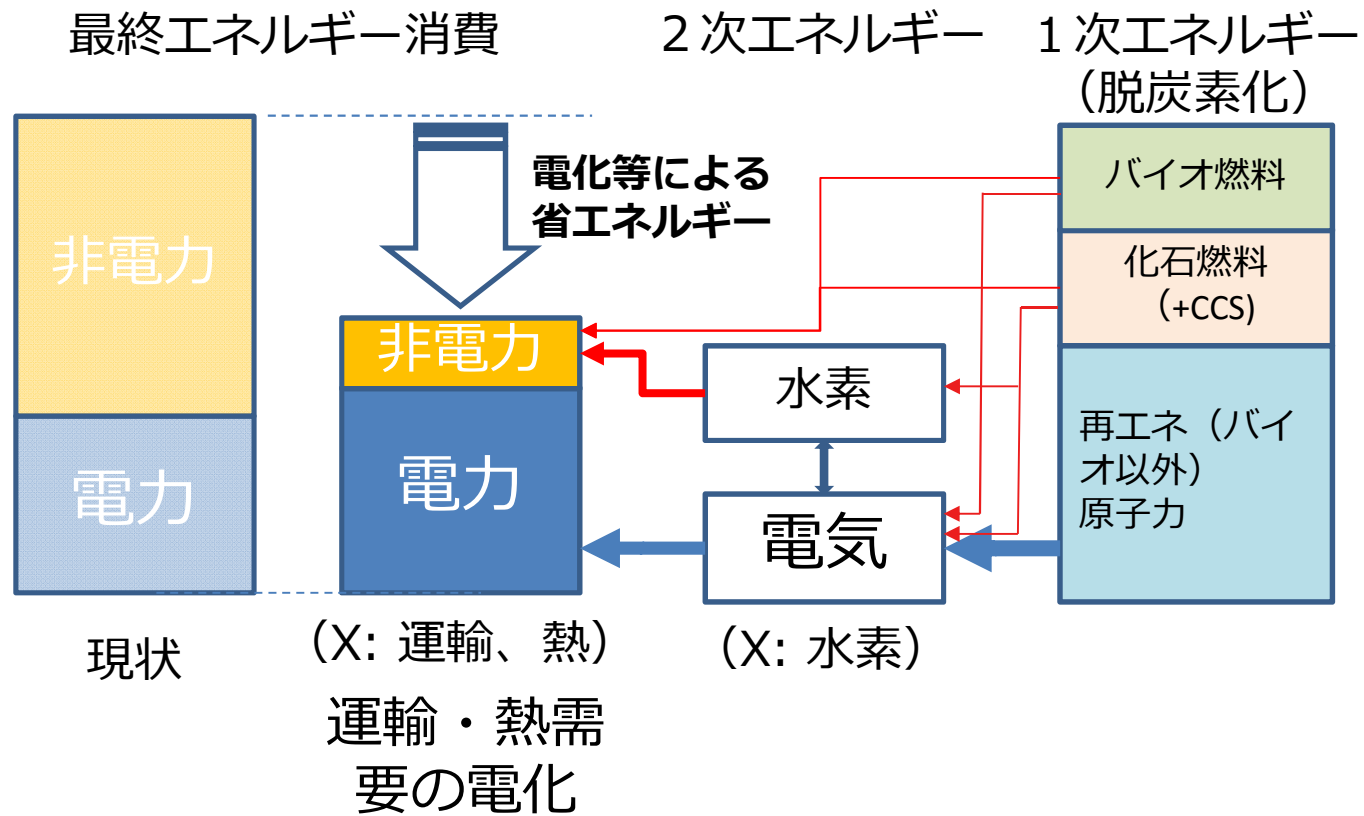 最終エネルギー消費
２次エネルギー
１次エネルギー
（脱炭素化）
非電力
電力
現状
電化等による
省エネルギー
非電力
電力
（X: 運輸、熱）
運輸・熱需
要の電化
水素
電気
（X: 水素）
バイオ燃料
化石燃料
（+CCS)
再エネ（バイ
オ以外）
原子力